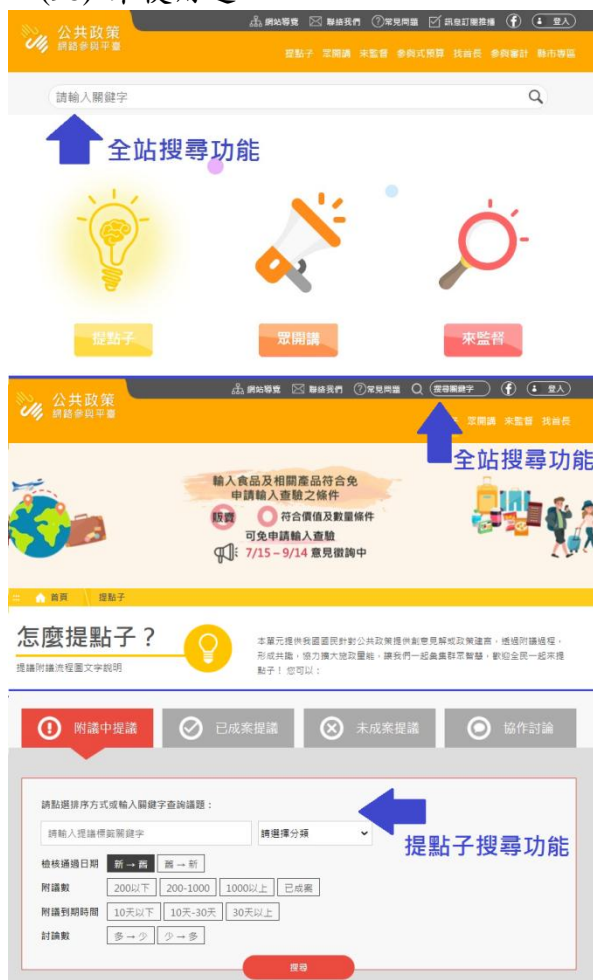 公共政策
網路參與平臺
網站導覽 聯絡我們 常見問題 訊息訂閱推播 登入
提點子 眾開講 來監督 參與式預算 找首長 參與審計 縣市專區
請輸入關鍵字
全站搜尋功能
提點子 眾開講 來監督
公共政策
網路參與平臺
網站導覽 聯絡我們 常見問題 搜尋關鍵字 登入
眾開講 來監督 找首長
全站搜尋功能
輸入食品及相關產品符合免
申請輸入查驗之條件
販賣 符合價值及數量條件
可免申請輸入查驗
7/15 – 9/14 意見徵詢中
首頁 提點子
怎麼提點子？
提議附議流程圖文字說明
本單元提供我國國民針對公共政策提供創意見解或政策建言，透過附議過程，
形成共識，協力擴大施政量能。讓我們一起彙集群眾智慧，歡迎全民一起來提
點子！您可以：
附議中提議 已成案提議 未成案提議 協作討論
請點選排序方式或輸入關鍵字查詢議題：
請輸入提議標籤關鍵字 請選擇分類
提點子搜尋功能
檢核通過日期 新→舊 舊→新
附議數 200以下 200-1000 1000以上 已成案
附議到期時間 10天以下 10天-30天 30天以上
討論數 多→少 少→多
搜尋